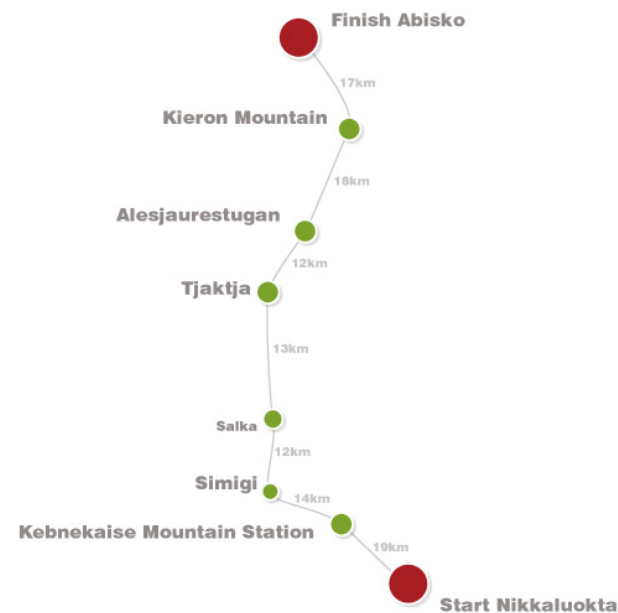 Finish Abisko
17km
Kieron Mountain
18km
Alesjaurestugan
12km
Tjaktja
13km
Salka
12km
Simigi
14km
Kebnekaise Mountain Station
19km
Start Nikkaluokta